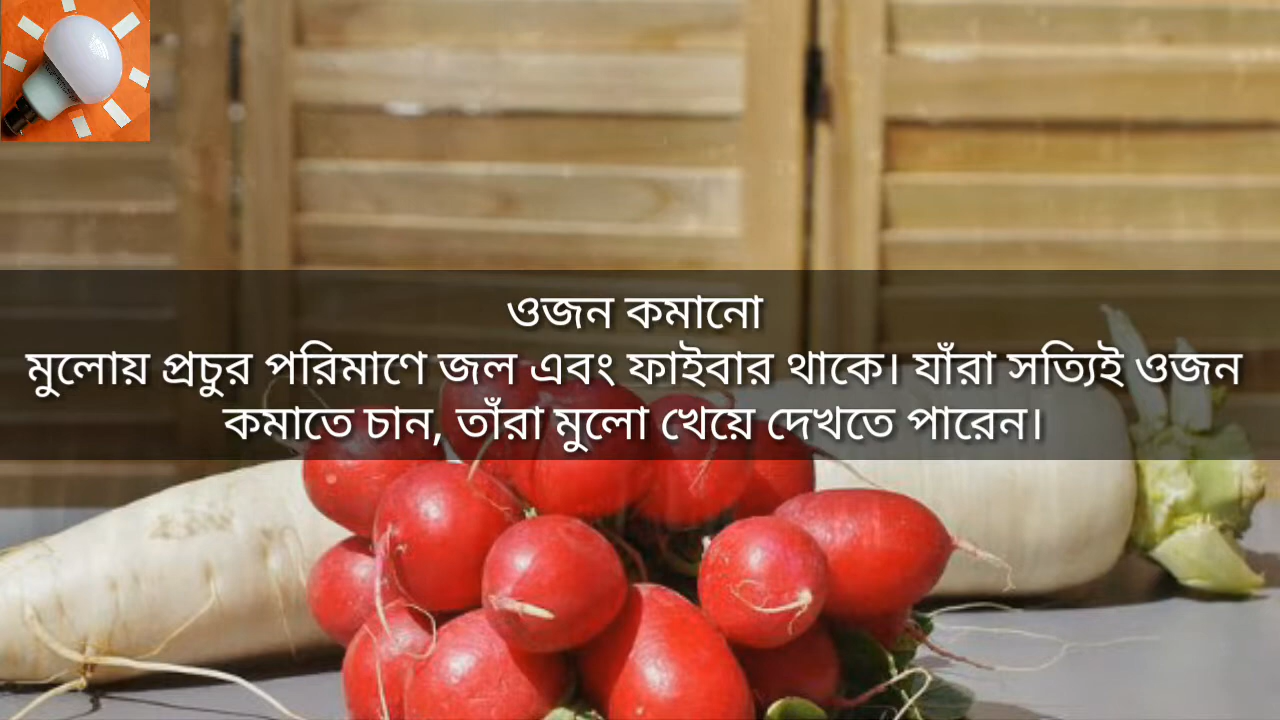 ওজন কমানো
মুলোয় প্রচুর পরিমাণে জল এবং ফাইবার থাকে। যাঁরা সত্যিই ওজন
কমাতে চান, তাঁরা মুলো খেয়ে দেখতে পারেন।